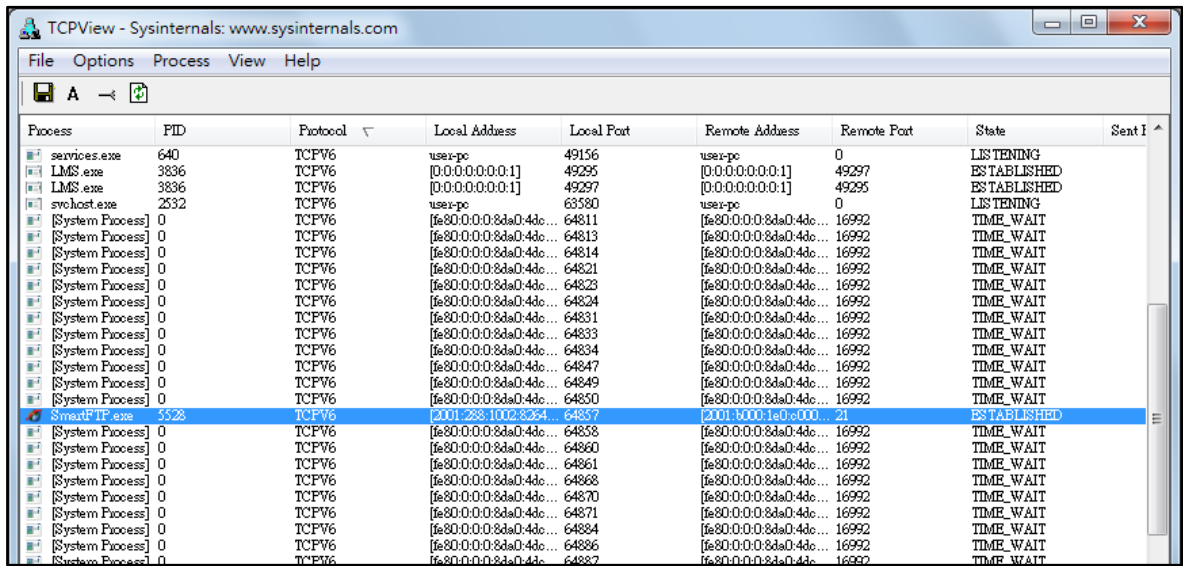 TCPView - Sysinternals: www.sysinternals.com
File Options Process View Help
A
Process PID Protocol Local Address Local Port Remote Address Remote Port State Sent
services.exe 640 TCPV6 user-pc 49156 user-pc 0 LISTENING
LMS.exe 3836 TCPV6 [0:0:0:0:0:0:0:1] 49295 [0:0:0:0:0:0:0:1] 49297 ESTABLISHED
LMS.exe 3836 TCPV6 [0:0:0:0:0:0:0:1] 49297 [0:0:0:0:0:0:0:1] 49295 ESTABLISHED
svchost.exe 2532 TCPV6 user-pc 63580 user-pc 0 LISTENING
[System Process] 0 TCPV6 [fe80:0:0:0:8da0:4dc... 64811 [fe80:0:0:0:8da0:4dc... 16992 TIME_WAIT
[System Process] 0 TCPV6 [fe80:0:0:0:8da0:4dc... 64813 [fe80:0:0:0:8da0:4dc... 16992 TIME_WAIT
[System Process] 0 TCPV6 [fe80:0:0:0:8da0:4dc... 64814 [fe80:0:0:0:8da0:4dc... 16992 TIME_WAIT
[System Process] 0 TCPV6 [fe80:0:0:0:8da0:4dc... 64821 [fe80:0:0:0:8da0:4dc... 16992 TIME_WAIT
[System Process] 0 TCPV6 [fe80:0:0:0:8da0:4dc... 64823 [fe80:0:0:0:8da0:4dc... 16992 TIME_WAIT
[System Process] 0 TCPV6 [fe80:0:0:0:8da0:4dc... 64824 [fe80:0:0:0:8da0:4dc... 16992 TIME_WAIT
[System Process] 0 TCPV6 [fe80:0:0:0:8da0:4dc... 64831 [fe80:0:0:0:8da0:4dc... 16992 TIME_WAIT
[System Process] 0 TCPV6 [fe80:0:0:0:8da0:4dc... 64833 [fe80:0:0:0:8da0:4dc... 16992 TIME_WAIT
[System Process] 0 TCPV6 [fe80:0:0:0:8da0:4dc... 64834 [fe80:0:0:0:8da0:4dc... 16992 TIME_WAIT
[System Process] 0 TCPV6 [fe80:0:0:0:8da0:4dc... 64847 [fe80:0:0:0:8da0:4dc... 16992 TIME_WAIT
[System Process] 0 TCPV6 [fe80:0:0:0:8da0:4dc... 64849 [fe80:0:0:0:8da0:4dc... 16992 TIME_WAIT
[System Process] 0 TCPV6 [fe80:0:0:0:8da0:4dc... 64850 [fe80:0:0:0:8da0:4dc... 16992 TIME_WAIT
SmartFTP.exe 5528 TCPV6 [2001:288:1002:8264... 64857 [2001:b000:1e0:c000... 21 ESTABLISHED
[System Process] 0 TCPV6 [fe80:0:0:0:8da0:4dc... 64858 [fe80:0:0:0:8da0:4dc... 16992 TIME_WAIT
[System Process] 0 TCPV6 [fe80:0:0:0:8da0:4dc... 64860 [fe80:0:0:0:8da0:4dc... 16992 TIME_WAIT
[System Process] 0 TCPV6 [fe80:0:0:0:8da0:4dc... 64861 [fe80:0:0:0:8da0:4dc... 16992 TIME_WAIT
[System Process] 0 TCPV6 [fe80:0:0:0:8da0:4dc... 64868 [fe80:0:0:0:8da0:4dc... 16992 TIME_WAIT
[System Process] 0 TCPV6 [fe80:0:0:0:8da0:4dc... 64870 [fe80:0:0:0:8da0:4dc... 16992 TIME_WAIT
[System Process] 0 TCPV6 [fe80:0:0:0:8da0:4dc... 64871 [fe80:0:0:0:8da0:4dc... 16992 TIME_WAIT
[System Process] 0 TCPV6 [fe80:0:0:0:8da0:4dc... 64884 [fe80:0:0:0:8da0:4dc... 16992 TIME_WAIT
[System Process] 0 TCPV6 [fe80:0:0:0:8da0:4dc... 64886 [fe80:0:0:0:8da0:4dc... 16992 TIME_WAIT
[System Process] 0 TCPV6 [fe80:0:0:0:8da0:4dc... 64887 [fe80:0:0:0:8da0:4dc... 16992 TIME_WAIT